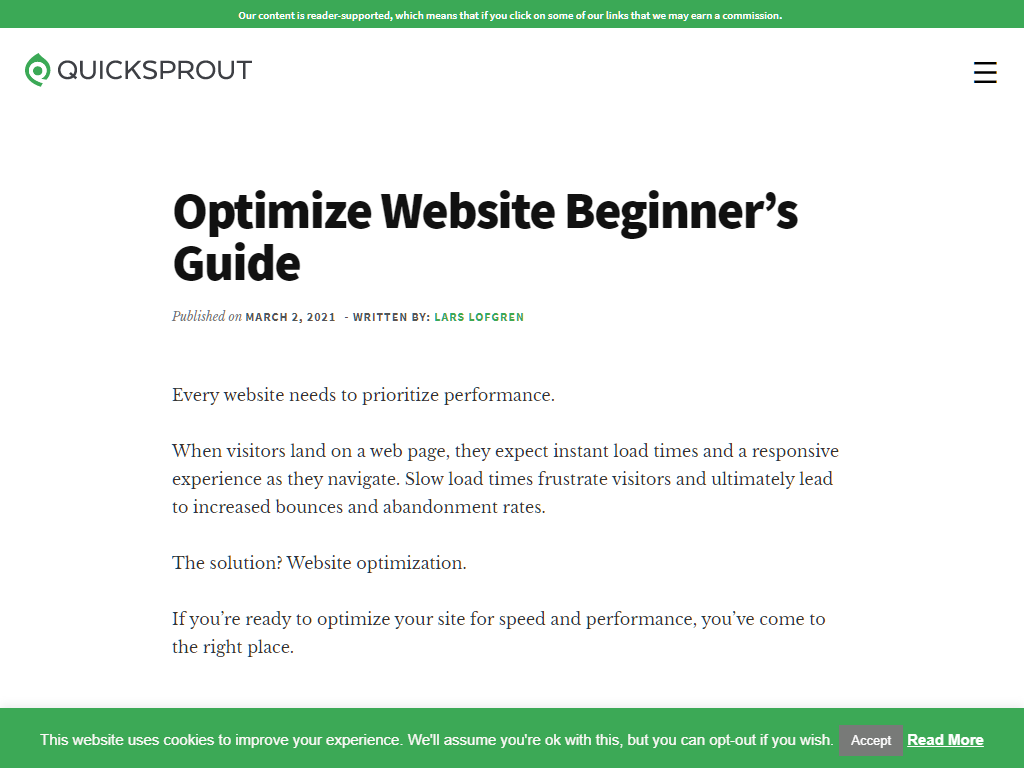 Our content is reader-supported, which means that if you click on some of our links that we may earn a commission.
QUICKSPROUT
Optimize Website Beginner’s
Guide
Published on MARCH 2, 2021 - WRITTEN BY: LARS LOFGREN
Every website needs to prioritize performance.
When visitors land on a web page, they expect instant load times and a responsive
experience as they navigate. Slow load times frustrate visitors and ultimately lead
to increased bounces and abandonment rates.
The solution? Website optimization.
If you’re ready to optimize your site for speed and performance, you’ve come to
the right place.
This website uses cookies to improve your experience. We'll assume you're ok with this, but you can opt-out if you wish. Accept Read More